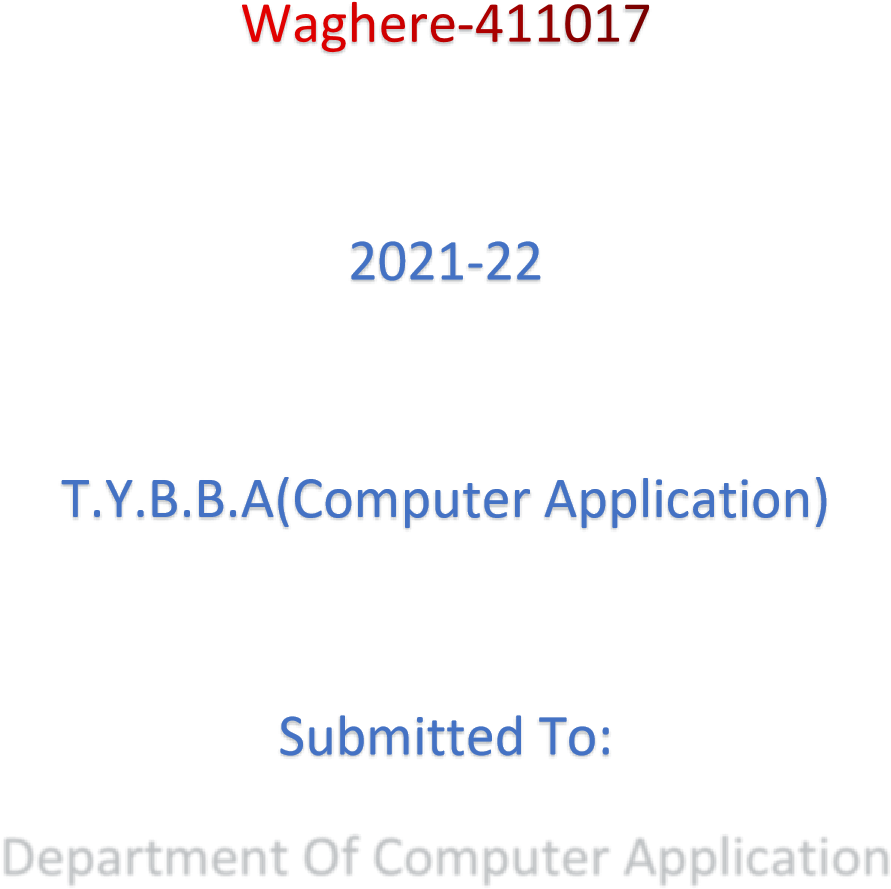 Waghere-411017
2021-22
T.Y.B.B.A(Computer Application)
Submitted To:
Department Of Computer Application